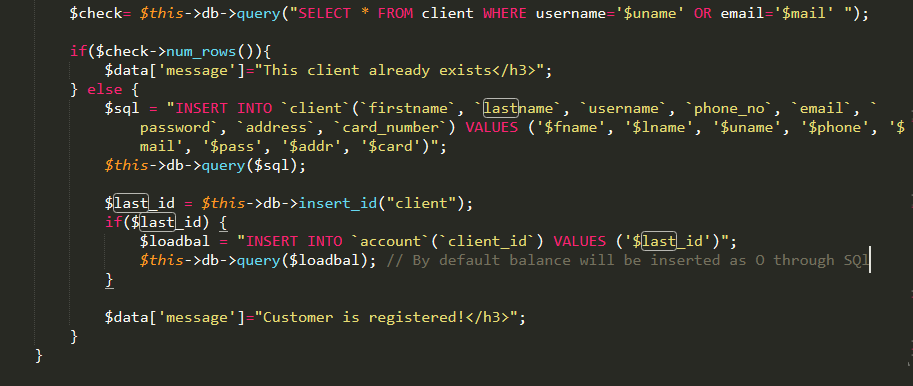 $check= $this->db->query("SELECT * FROM client WHERE username='$uname' OR email='$mail' ");
if($check->num_rows()){
$data['message']="This client already exists</h3>";
} else {
$sql = "INSERT INTO `client`(`firstname`, `lastname`, `username`, `phone_no`, `email`, `
password`, `address`, `card_number`) VALUES ('$fname', '$lname', '$uname', '$phone', '$
mail', '$pass', '$addr', '$card')";
$this->db->query($sql);
$last_id = $this->db->insert_id("client");
if($last_id) {
$loadbal = "INSERT INTO `account`(`client_id`) VALUES ('$last_id')";
$this->db->query($loadbal); // By default balance will be inserted as 0 through SQl
}
$data['message']="Customer is registered!</h3>";
}
}